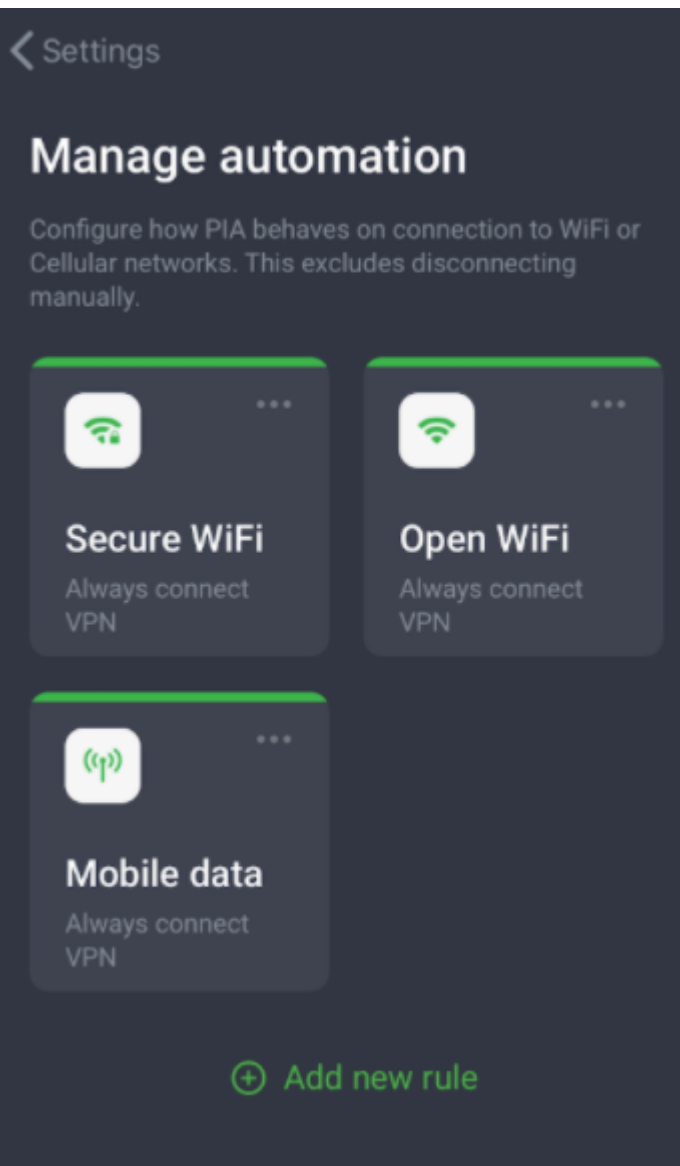 Settings
Manage automation
Configure how PIA behaves on connection to WiFi or
Cellular networks. This excludes disconnecting
manually.
Secure WiFi
Always connect
VPN
Open WiFi
Always connect
VPN
Mobile data
Always connect
VPN
Add new rule